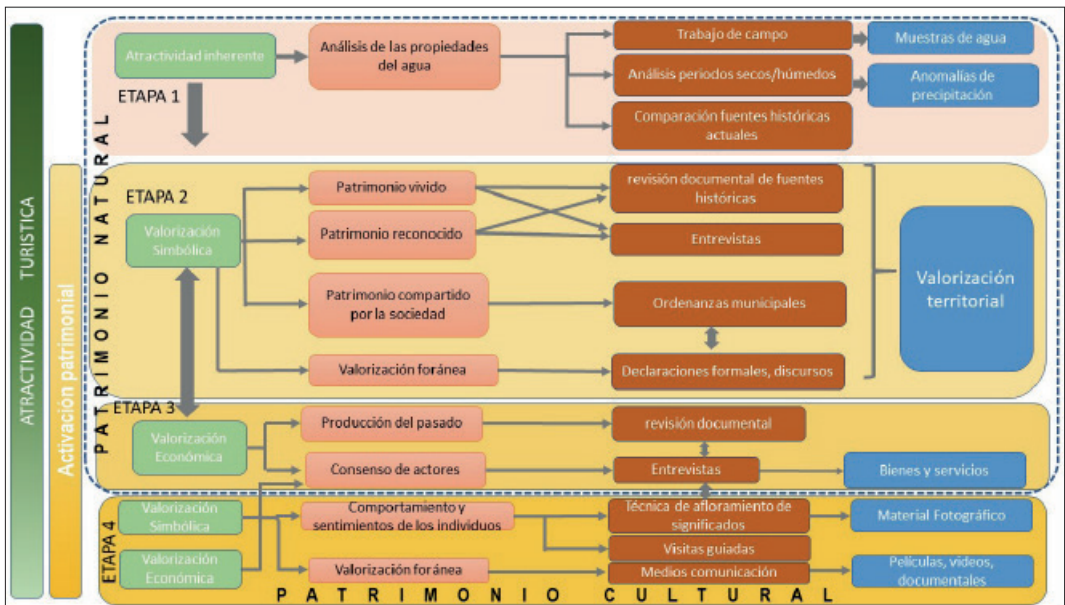 ATRACTIVIDAD TURISTICA
Activación patrimonial
PATRIMONIO NATURAL
ETAPA 1
Atractividad inherente
Análisis de las propiedades
del agua
Trabajo de campo
Muestras de agua
Análisis periodos secos/húmedos
Anomalías de
precipitación
Comparación fuentes históricas
actuales
ETAPA 2
Valorización
Simbólica
Patrimonio vivido
revisión documental de fuentes
históricas
Patrimonio reconocido
Entrevistas
Patrimonio compartido
por la sociedad
Ordenanzas municipales
Valorización foránea
Declaraciones formales, discursos
Valorización
territorial
ETAPA 3
Valorización
Económica
Producción del pasado
revisión documental
Consenso de actores
Entrevistas
Bienes y servicios
ETAPA 4
Valorización
Simbólica
Comportamiento y
sentimientos de los individuos
Técnica de afloramiento de
significados
Material Fotográfico
Visitas guiadas
Valorización
Económica
Valorización foránea
Medios comunicación
Películas, videos,
documentales
PATRIMONIO CULTURAL